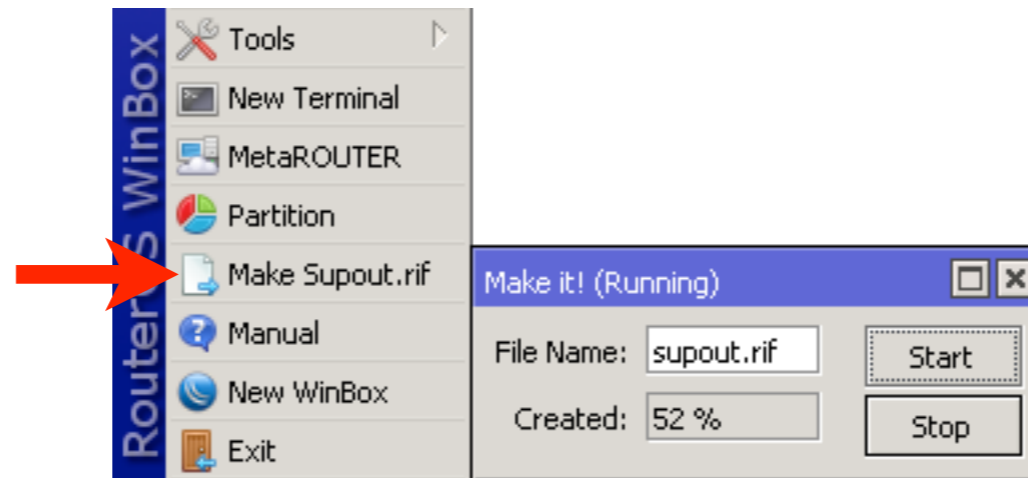 RouterOS WinBox
Tools
New Terminal
MetaROUTER
Partition
Make Supout.rif
Manual
New WinBox
Exit
Make it! (Running)
File Name: supout.rif
Start
Created: 52 %
Stop